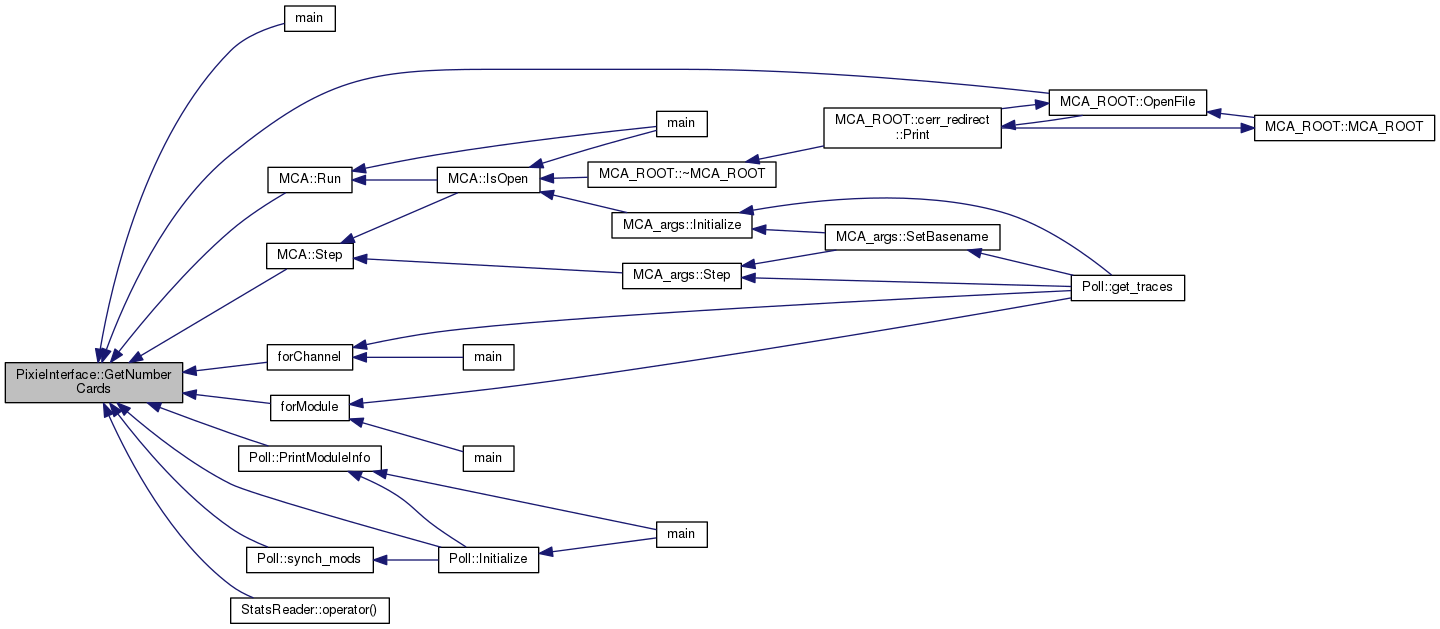 main
MCA_ROOT::OpenFile
MCA_ROOT::cerr_redirect
::Print
main
MCA_ROOT::MCA_ROOT
MCA::Run
MCA::IsOpen
MCA_ROOT::~MCA_ROOT
MCA_args::Initialize
MCA_args::SetBasename
MCA::Step
MCA_args::Step
Poll::get_traces
forChannel
main
PixieInterface::GetNumber
Cards
forModule
main
Poll::PrintModuleInfo
main
Poll::synch_mods
Poll::Initialize
StatsReader::operator()